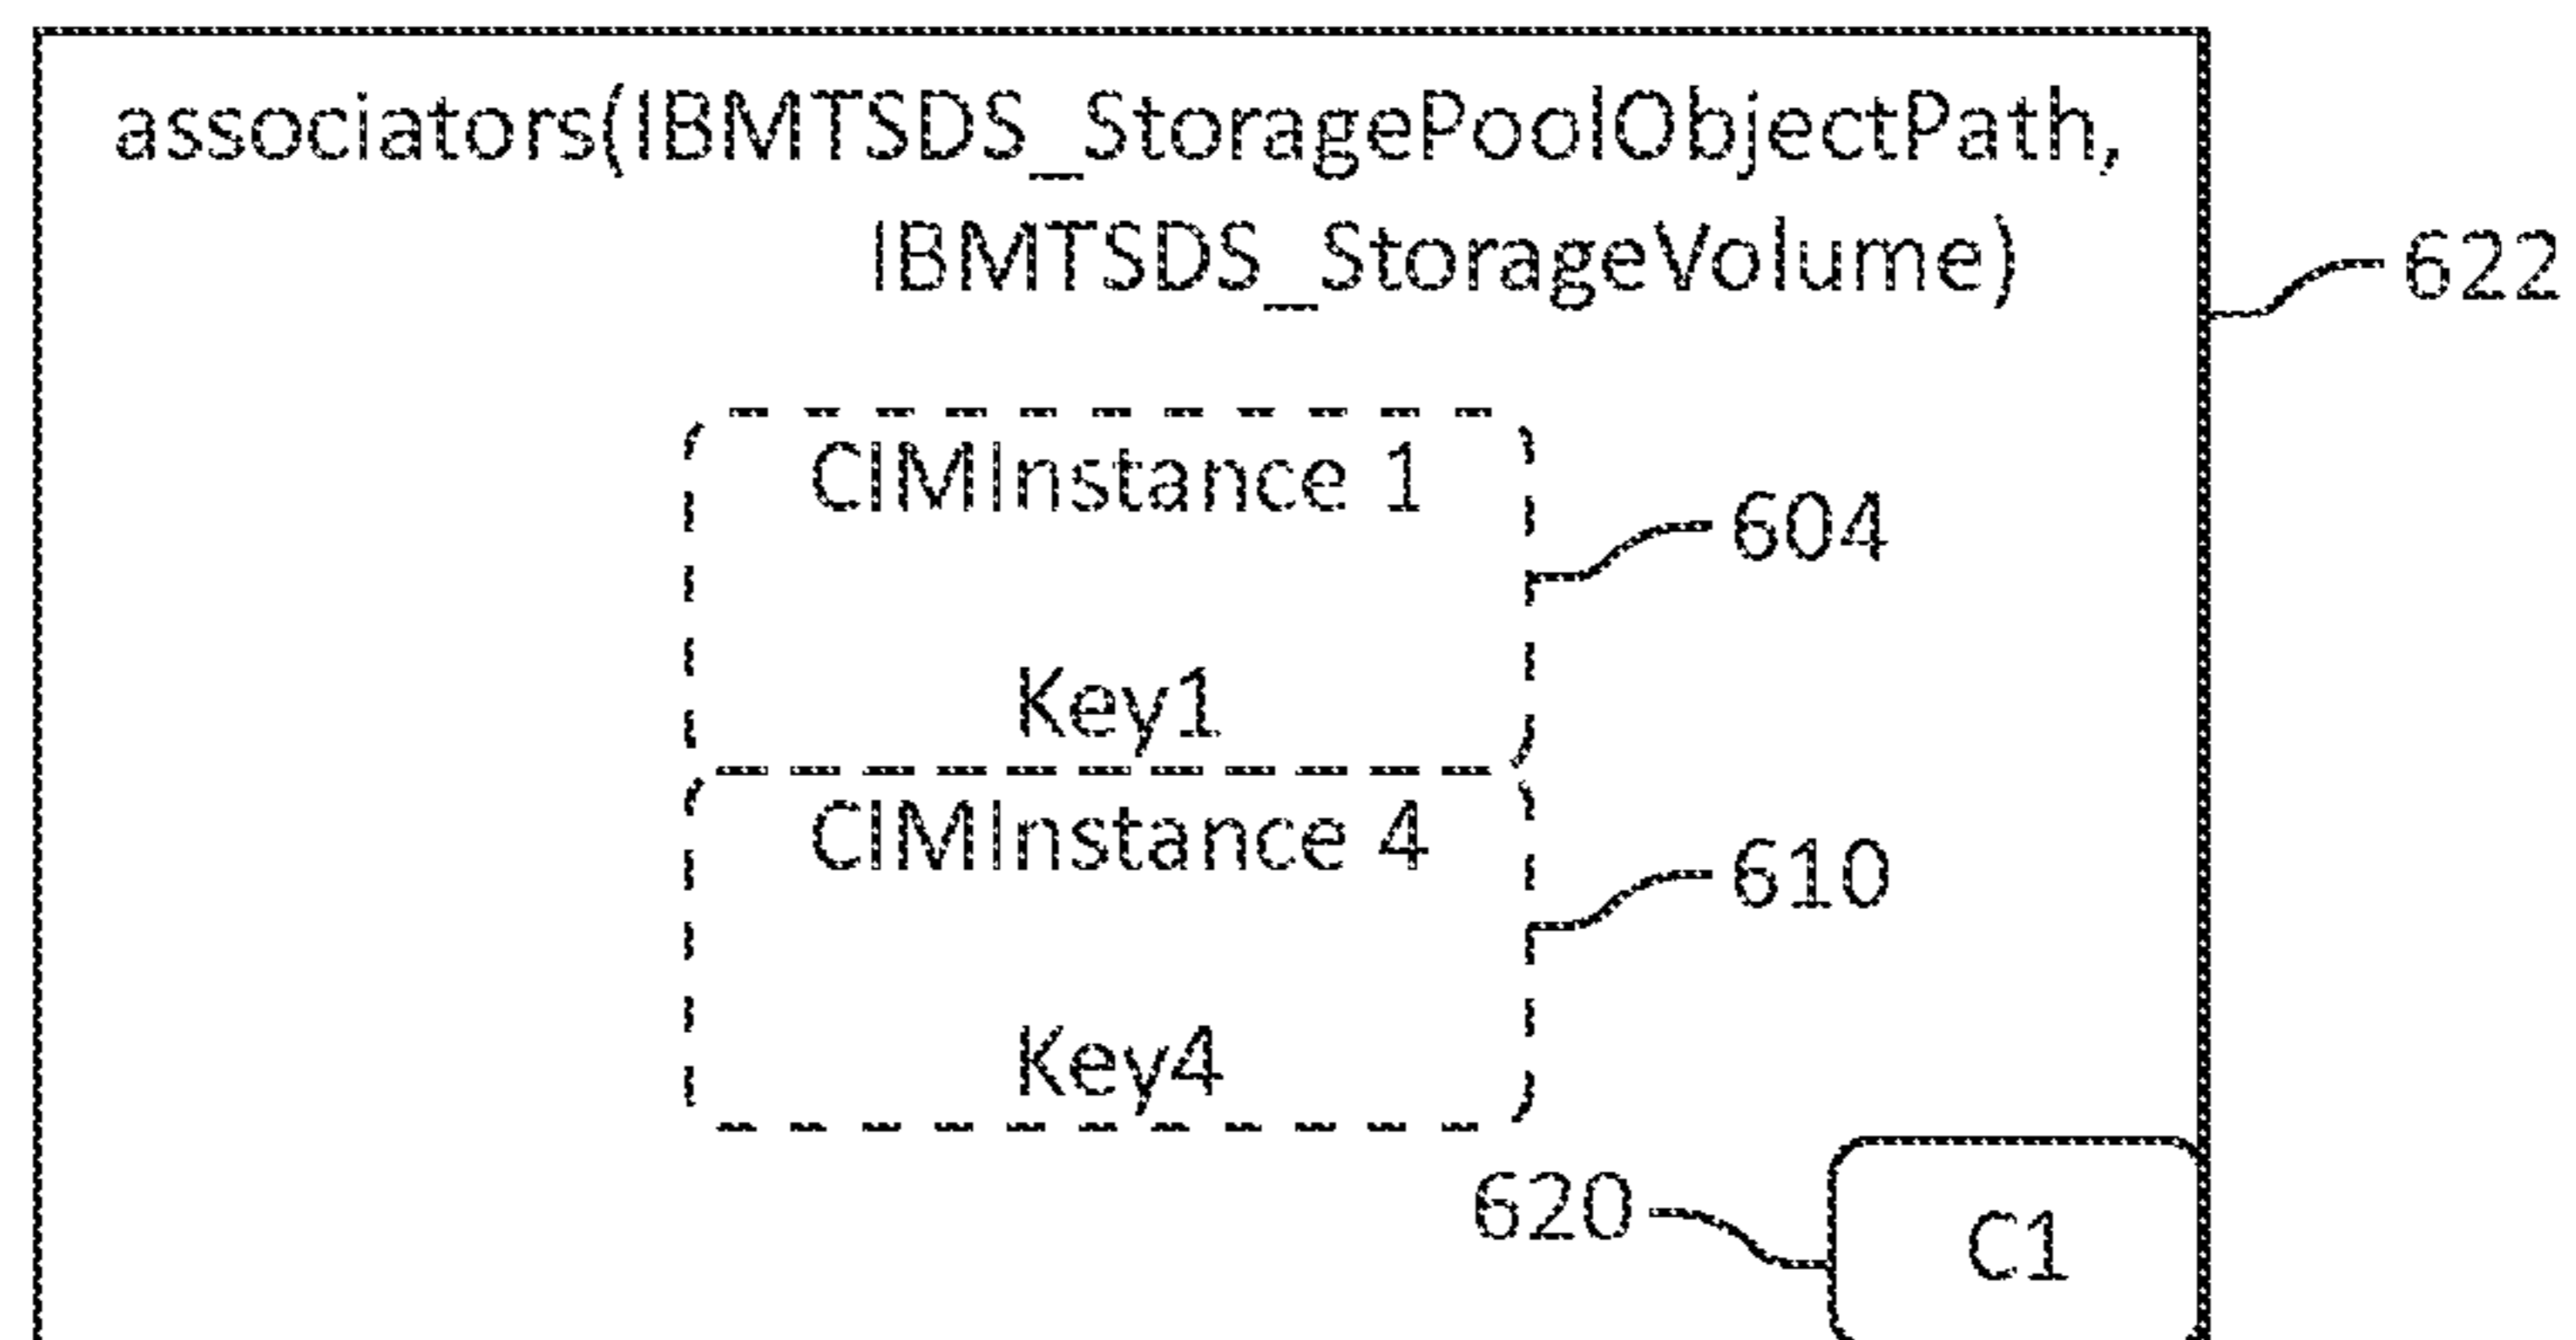 associators(IBMTSDS_StoragePoolObjectPath,
IBMTSDS_StorageVolume)
622
CIMInstance 1
604
Key1
CIMInstance 4
610
Key4
620
C1